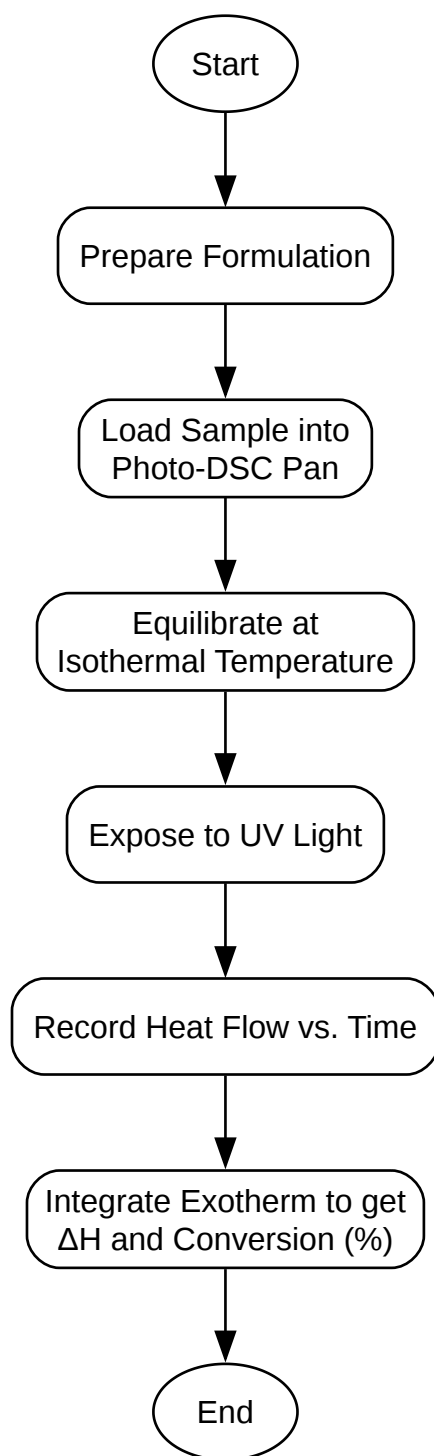 Start
Prepare Formulation
Load Sample into
Photo-DSC Pan
Equilibrate at
Isothermal Temperature
Expose to UV Light
Record Heat Flow vs. Time
Integrate Exotherm to get
ΔH and Conversion (%)
End